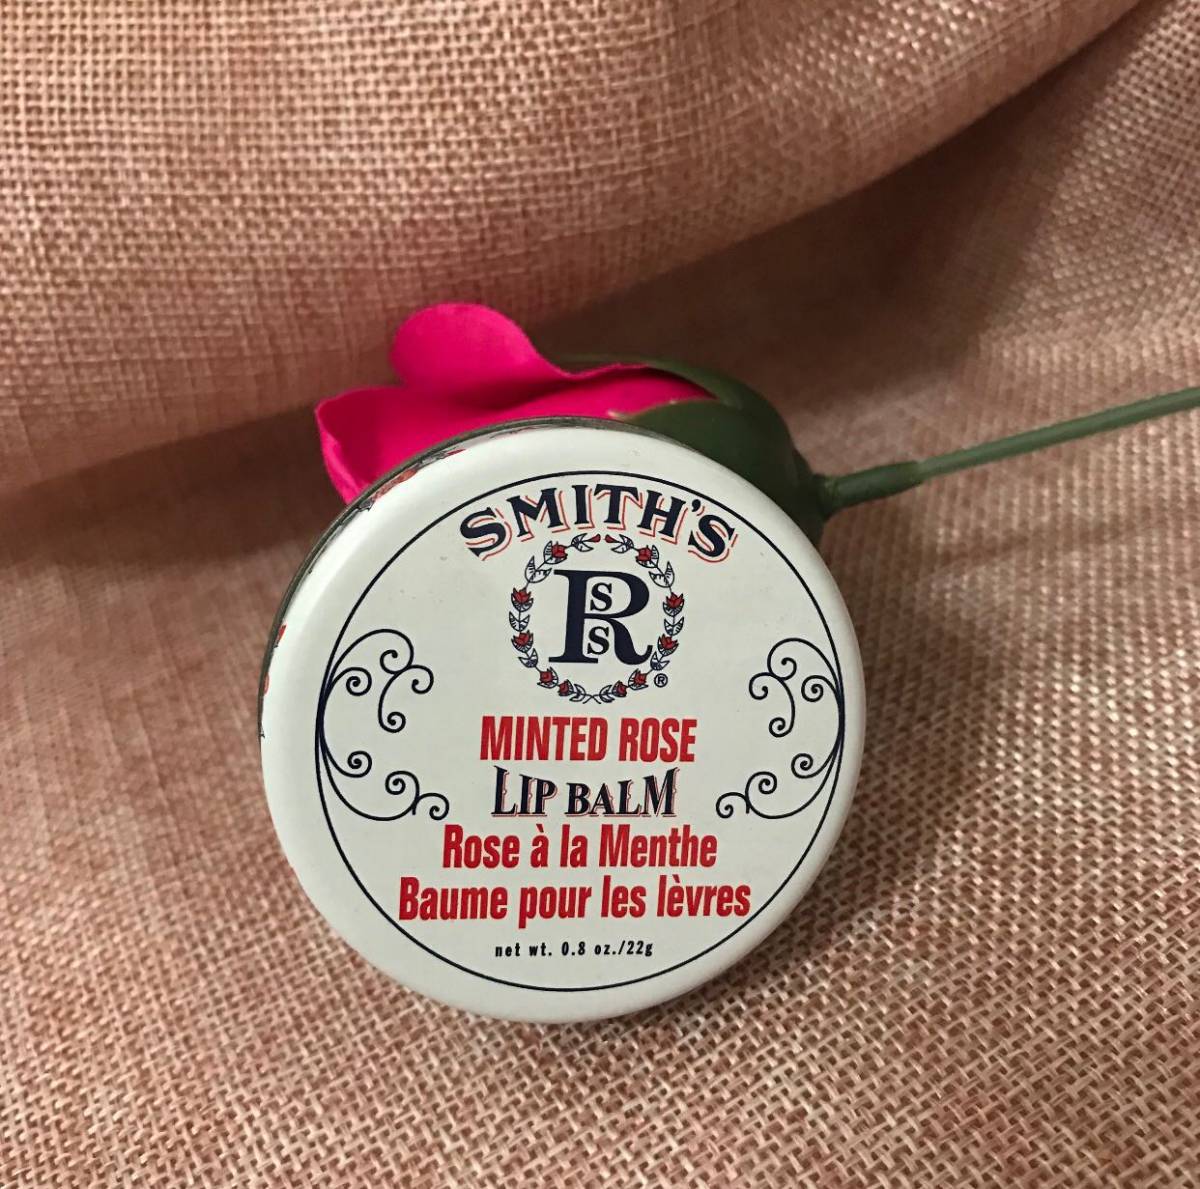 SMITH'S
R
S
S
®
MINTED ROSE
LIP BALM
Rose à la Menthe
Baume pour les lèvres
net wt. 0.8 oz./22g